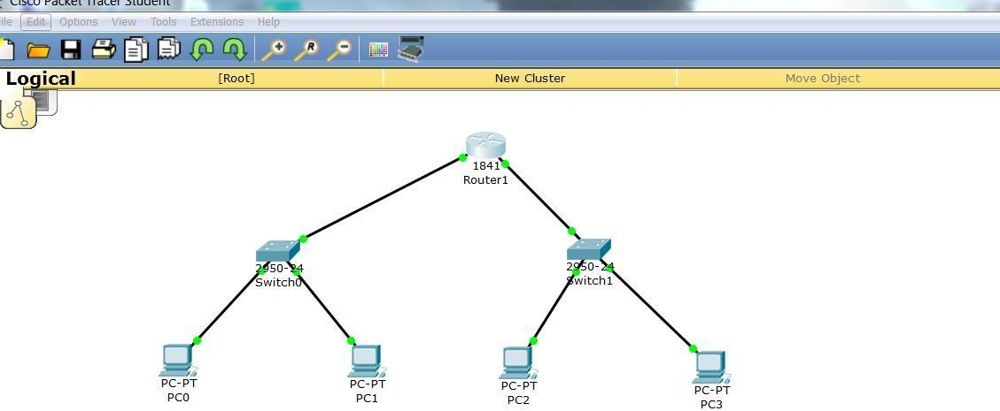 Cisco Packet Tracer Student
File Edit Options View Tools Extensions Help
R
Logical [Root] New Cluster Move Object
1841
Router1
2950-24
Switch0
2950-24
Switch1
PC-PT
PC0
PC-PT
PC1
PC-PT
PC2
PC-PT
PC3